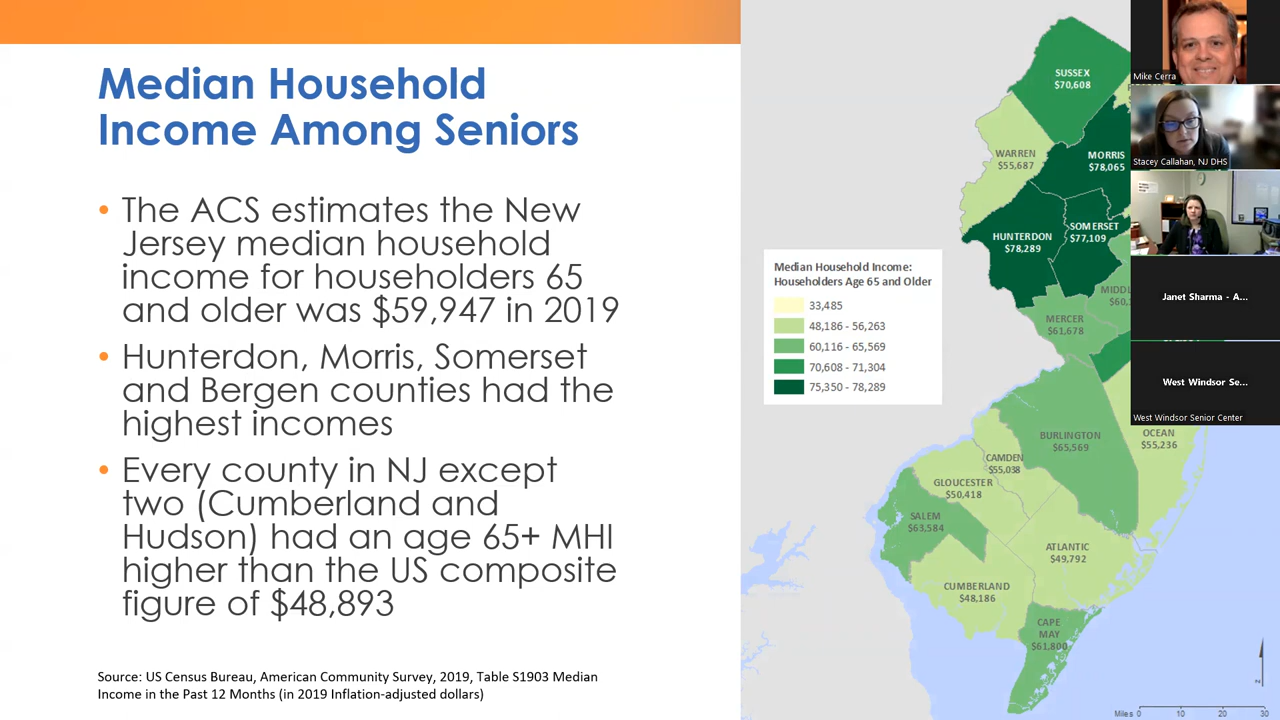 Median Household
Income Among Seniors
• The ACS estimates the New
Jersey median household
income for householders 65
and older was $59,947 in 2019
• Hunterdon, Morris, Somerset
and Bergen counties had the
highest incomes
• Every county in NJ except
two (Cumberland and
Hudson) had an age 65+ MHI
higher than the US composite
figure of $48,893
Source: US Census Bureau, American Community Survey, 2019, Table S1903 Median
Income in the Past 12 Months (in 2019 Inflation-adjusted dollars)
Median Household Income:
Householders Age 65 and Older
33,485
48,186 - 56,263
60,116 - 65,569
70,608 - 71,304
75,350 - 78,289
SUSSEX
$70,608
WARREN
$55,687
MORRIS
$78,065
HUNTERDON
$78,289
SOMERSET
$77,109
MERCER
$61,678
BURLINGTON
$65,569
OCEAN
$55,236
CAMDEN
$55,038
GLOUCESTER
$50,418
SALEM
$63,584
ATLANTIC
$49,792
CUMBERLAND
$48,186
CAPE
MAY
$61,800
Miles 0 10 20 30
Mike Cerra
Stacey Callahan, NJ DHS
Janet Sharma - A...
West Windsor Se...
West Windsor Senior Center